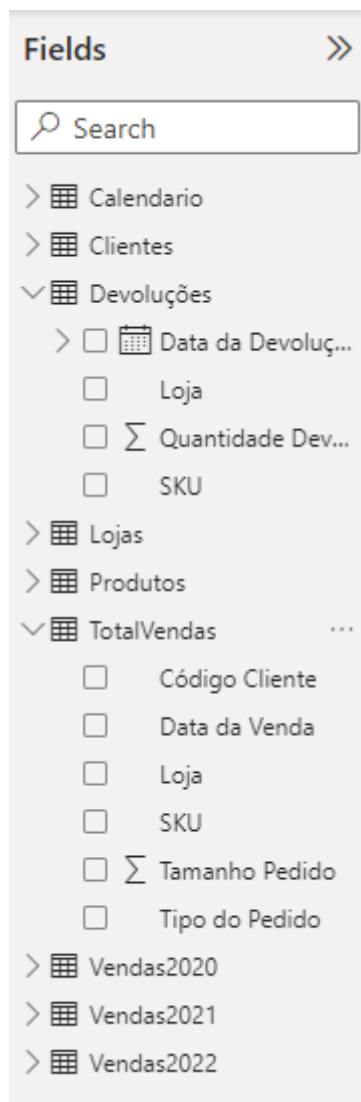 Fields
Search
Calendario
Clientes
Devoluções
Data da Devoluç...
Loja
Quantidade Dev...
SKU
Lojas
Produtos
TotalVendas
Código Cliente
Data da Venda
Loja
SKU
Tamanho Pedido
Tipo do Pedido
Vendas2020
Vendas2021
Vendas2022